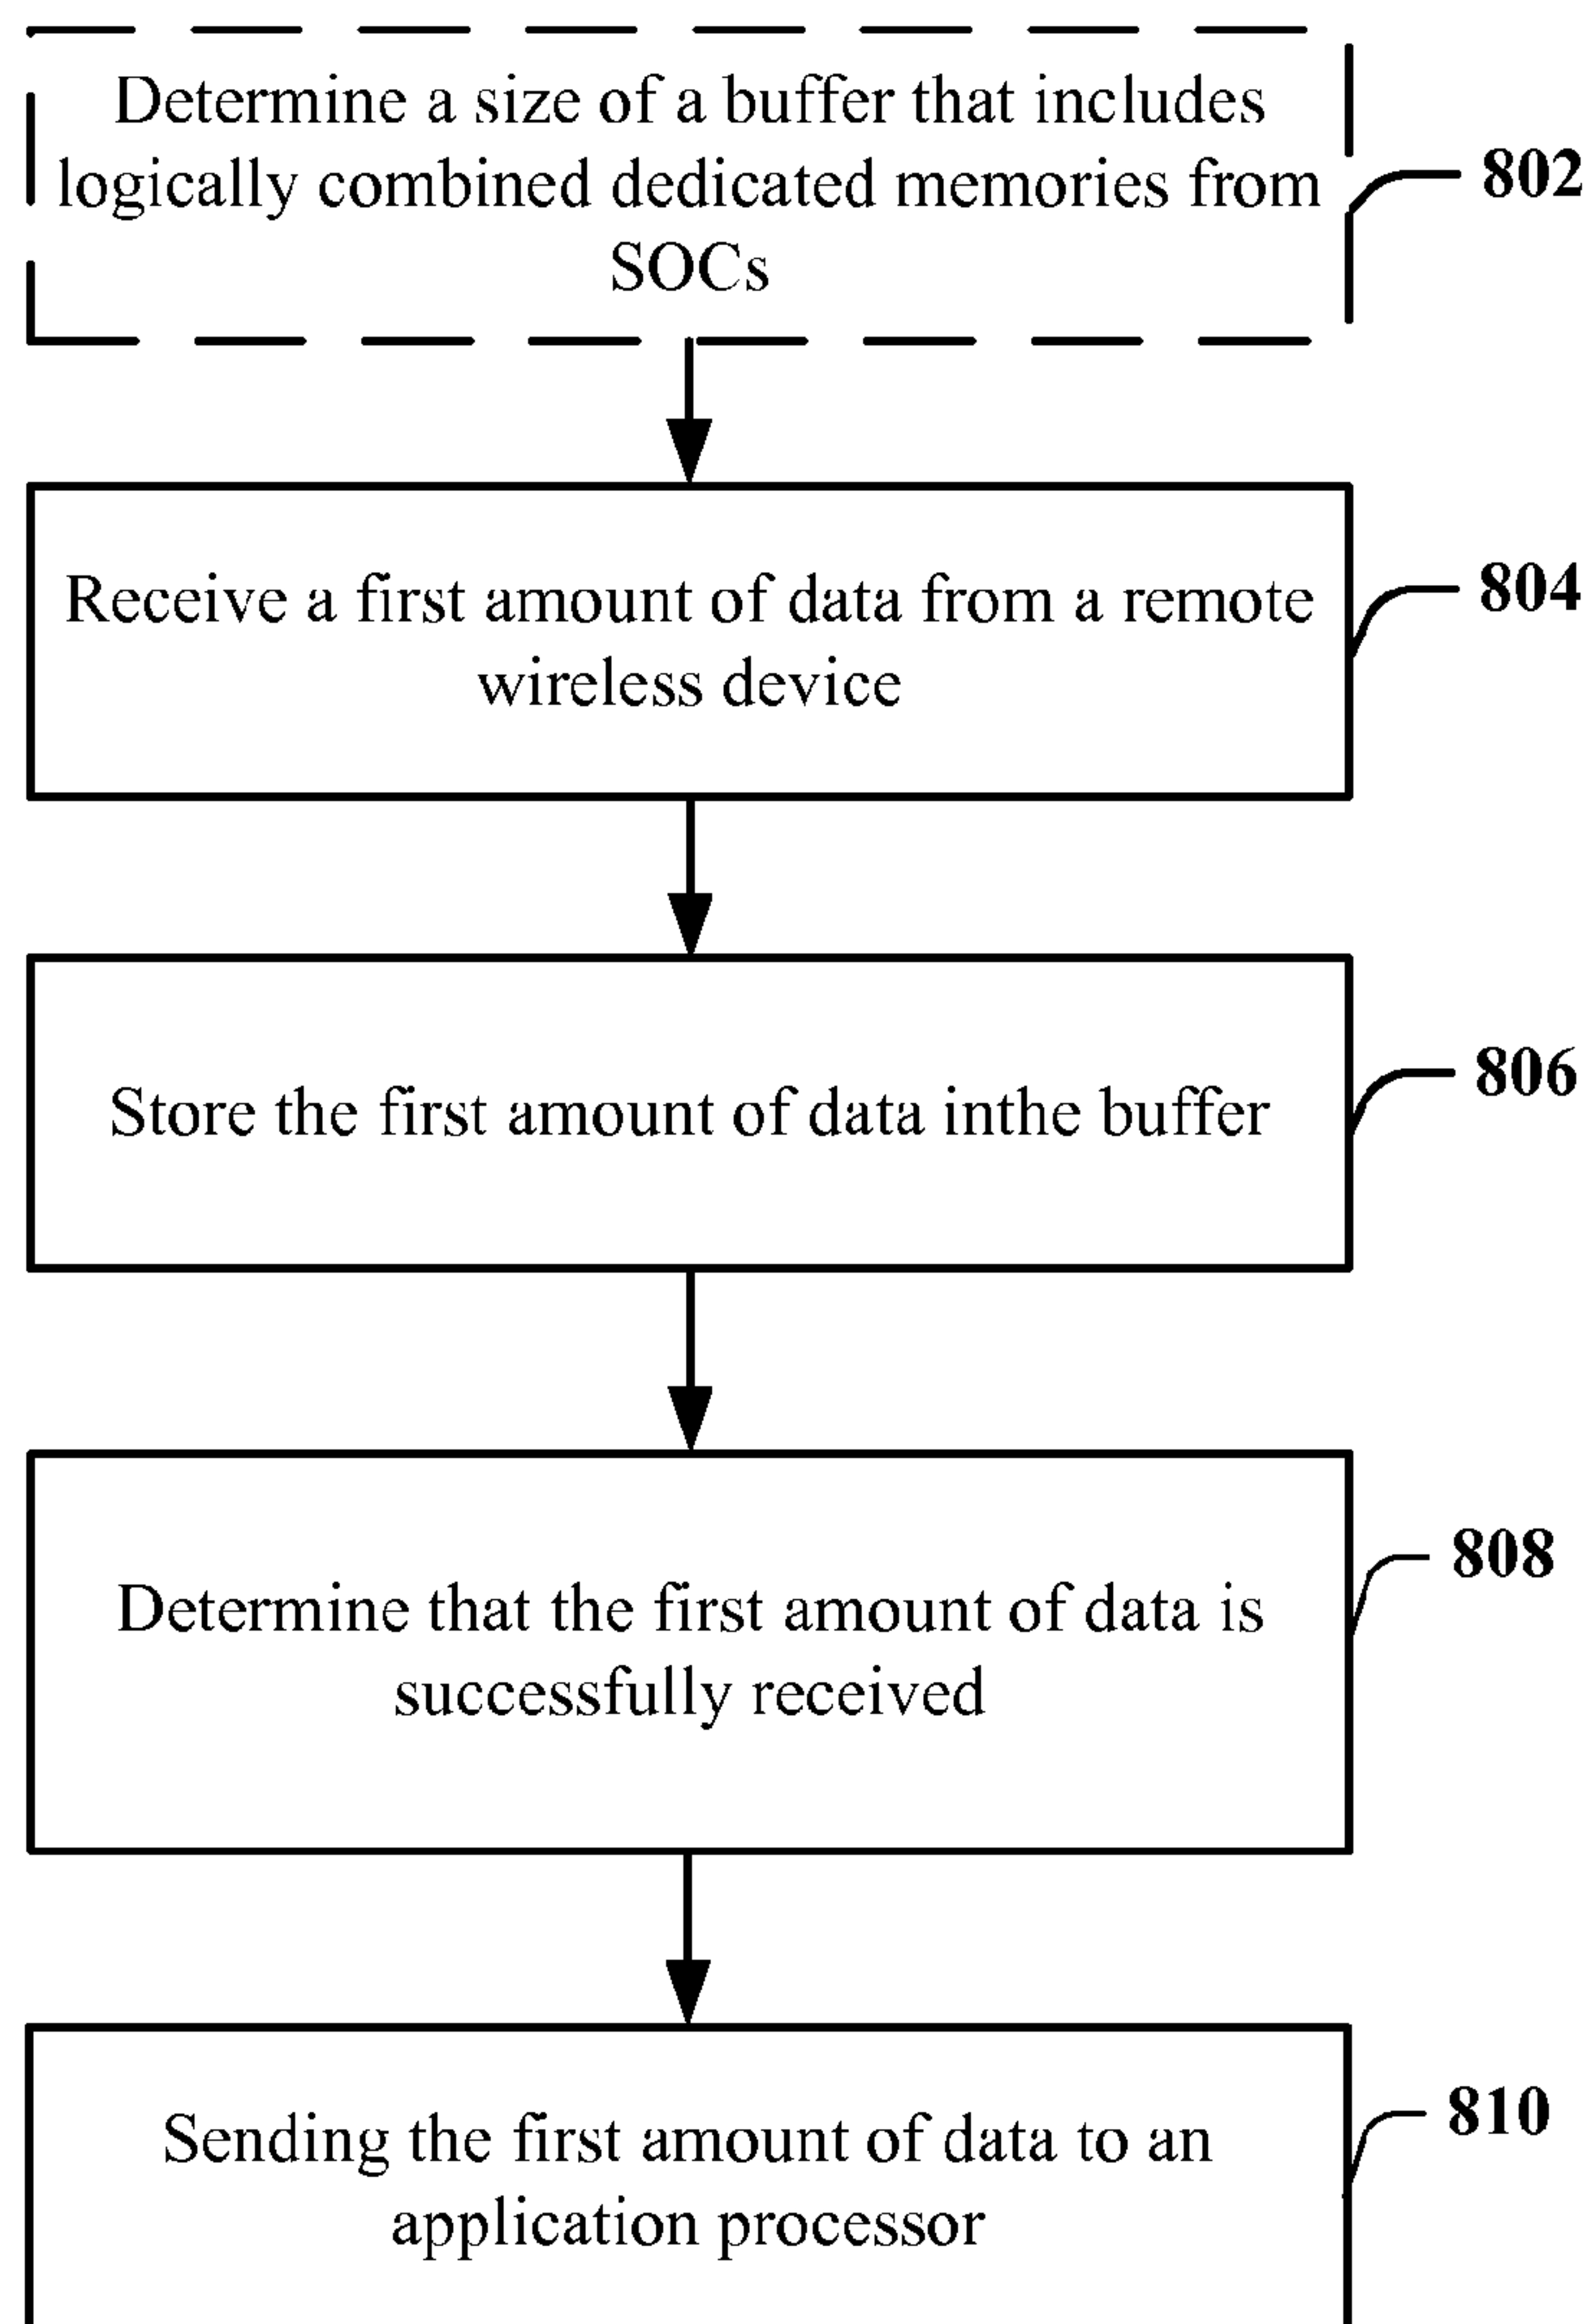 Determine a size of a buffer that includes
logically combined dedicated memories from
SOCs
802
Receive a first amount of data from a remote
wireless device
804
Store the first amount of data inthe buffer
806
Determine that the first amount of data is
successfully received
808
Sending the first amount of data to an
application processor
810